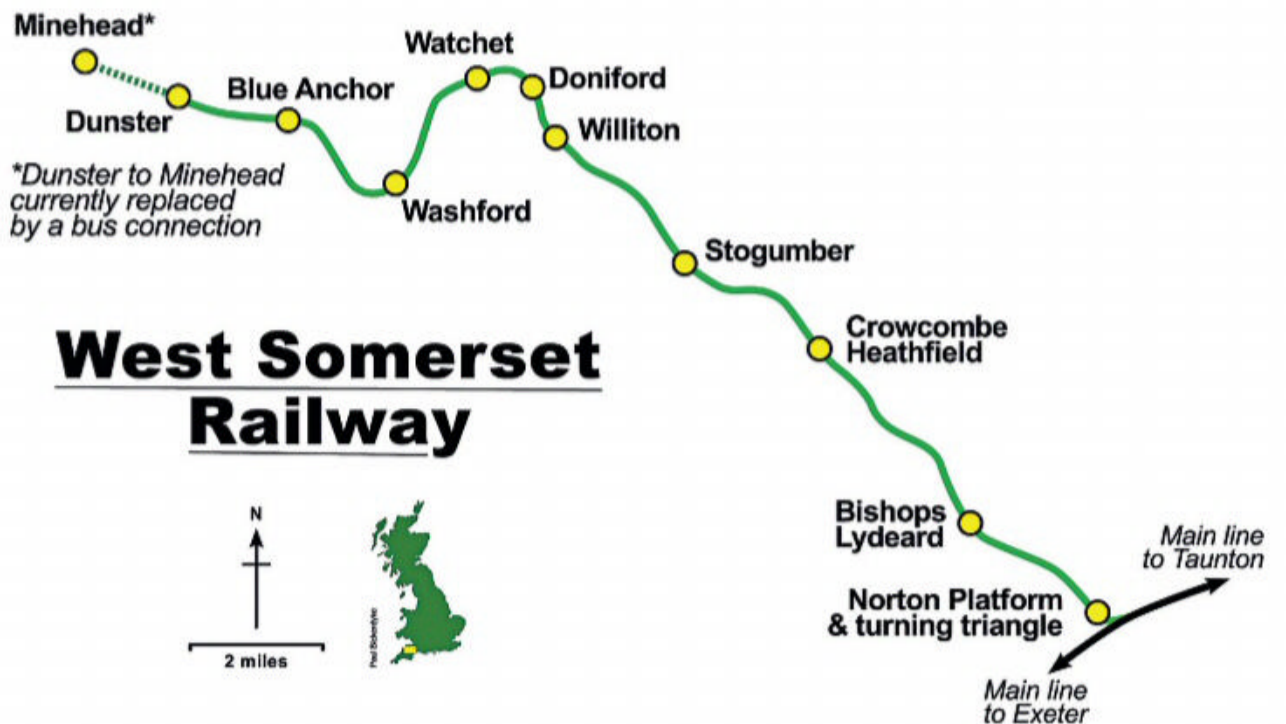 Minehead*
Watchet
Doniford
Blue Anchor
Dunster
Williton
*Dunster to Minehead
currently replaced
by a bus connection
Washford
Stogumber
Crowcombe
Heathfield
West Somerset
Railway
Bishops
Lydeard
N
Main line
to Taunton
Norton Platform
& turning triangle
2 miles
Main line
to Exeter
Paul